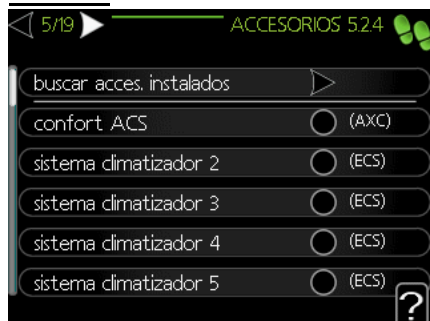 5/19 ACCESORIOS 5.2.4
buscar acces. instalados
confort ACS (AXC)
sistema climatizador 2 (ECS)
sistema climatizador 3 (ECS)
sistema climatizador 4 (ECS)
sistema climatizador 5 (ECS)
?